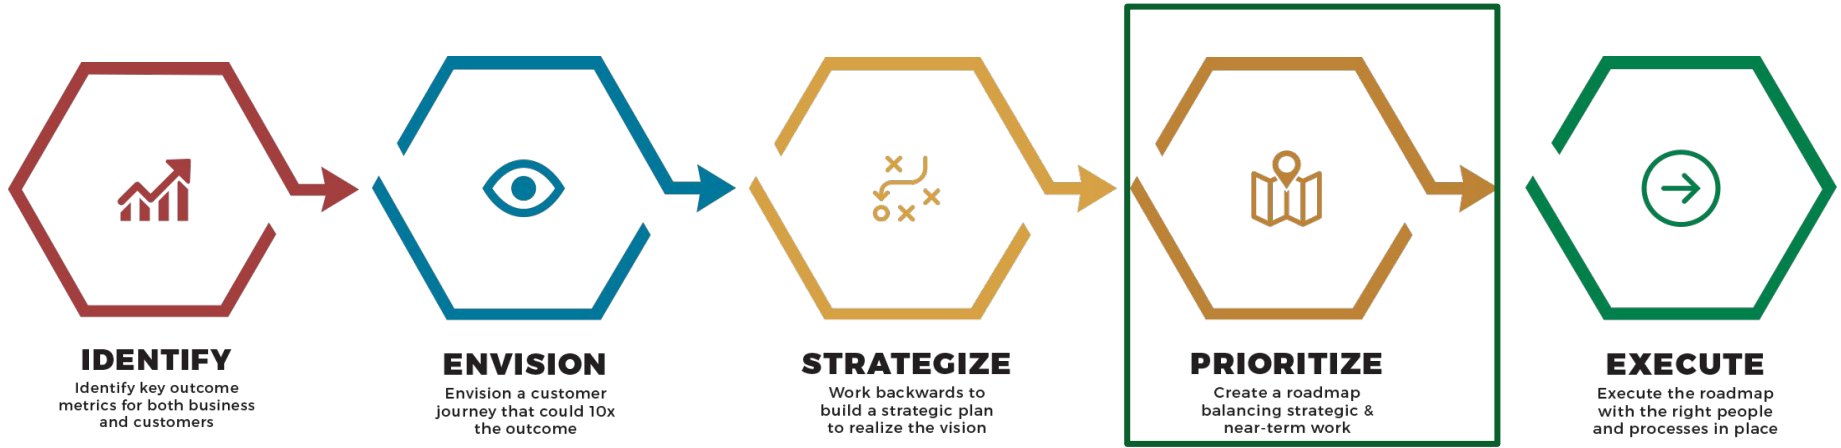 IDENTIFY
Identify key outcome
metrics for both business
and customers
ENVISION
Envision a customer
journey that could 10x
the outcome
STRATEGIZE
Work backwards to
build a strategic plan
to realize the vision
PRIORITIZE
Create a roadmap
balancing strategic &
near-term work
EXECUTE
Execute the roadmap
with the right people
and processes in place